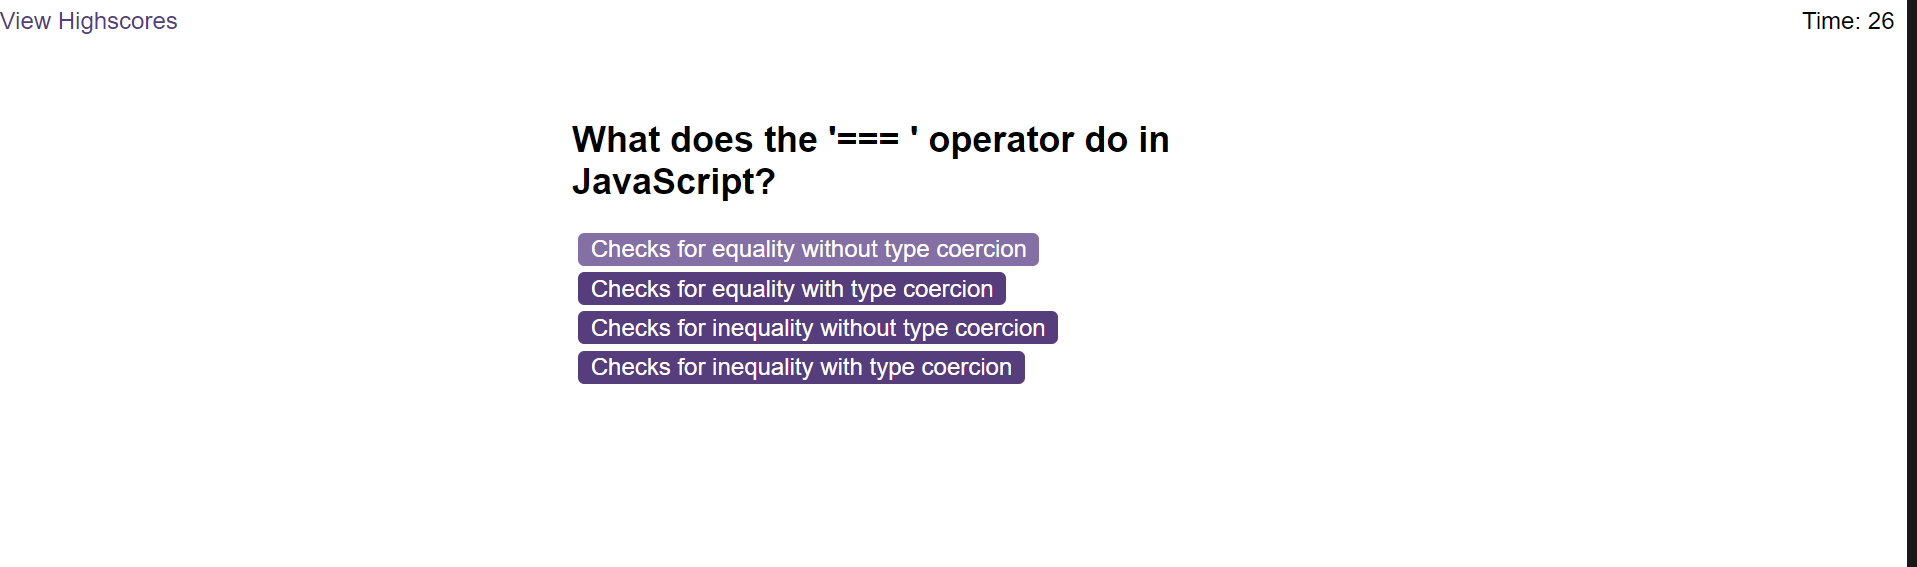 View Highscores
Time: 26
What does the '=== ' operator do in
JavaScript?
Checks for equality without type coercion
Checks for equality with type coercion
Checks for inequality without type coercion
Checks for inequality with type coercion